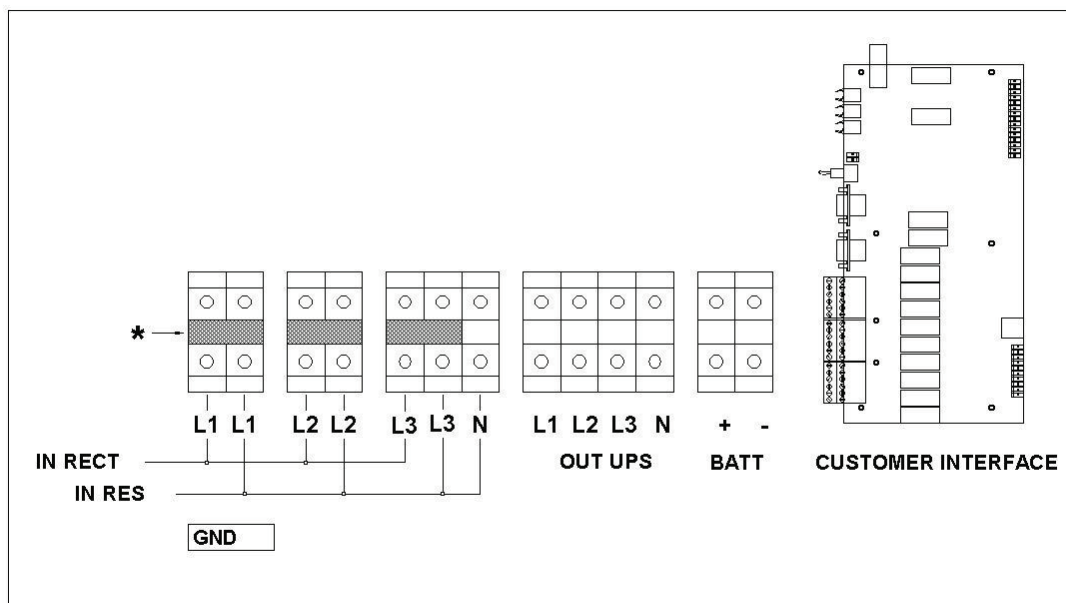 *
L1 L1 L2 L2 L3 L3 N L1 L2 L3 N + -
IN RECT OUT UPS BATT CUSTOMER INTERFACE
IN RES
GND